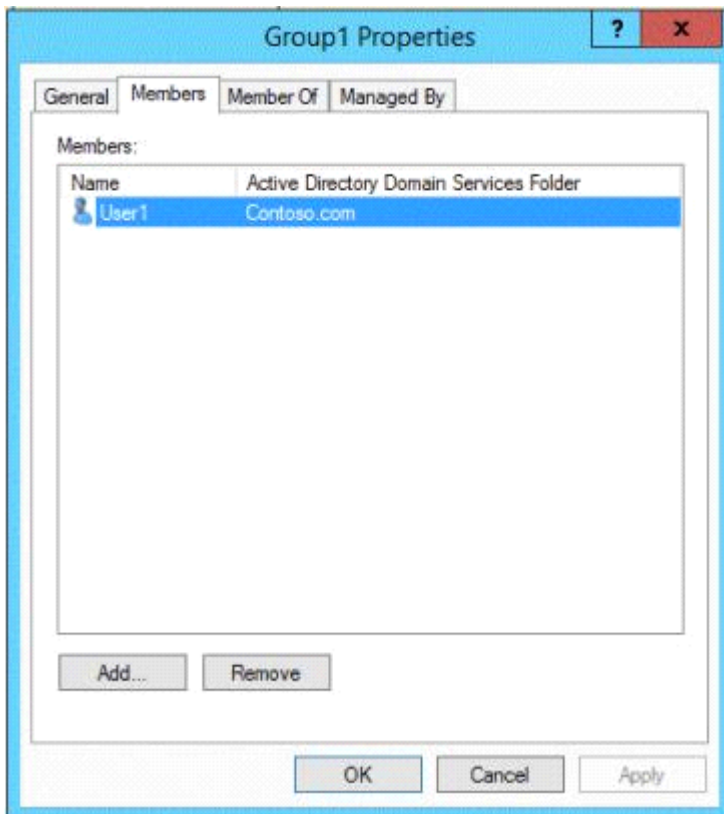 Group1 Properties
?
x
General Members Member Of Managed By
Members:
Name Active Directory Domain Services Folder
User1 Contoso.com
Add... Remove
OK Cancel Apply